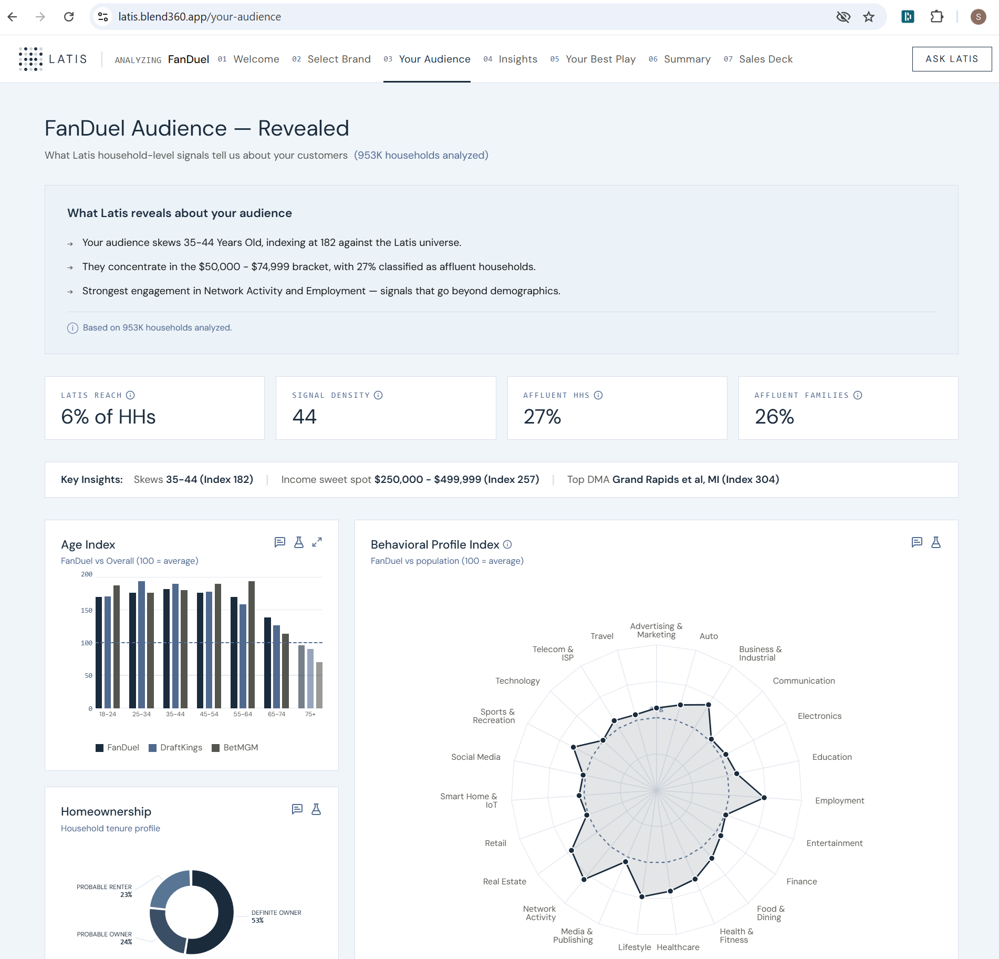 latis.blend360.app/your-audience
S
LATIS
ANALYZING FanDuel
01 Welcome
02 Select Brand
03 Your Audience
04 Insights
05 Your Best Play
06 Summary
07 Sales Deck
ASK LATIS
FanDuel Audience — Revealed
What Latis household-level signals tell us about your customers (953K households analyzed)
What Latis reveals about your audience
→ Your audience skews 35-44 Years Old, indexing at 182 against the Latis universe.
→ They concentrate in the $50,000 - $74,999 bracket, with 27% classified as affluent households.
→ Strongest engagement in Network Activity and Employment — signals that go beyond demographics.
Based on 953K households analyzed.
LATIS REACH
6% of HHs
SIGNAL DENSITY
44
AFFLUENT HHS
27%
AFFLUENT FAMILIES
26%
Key Insights: Skews 35-44 (Index 182) | Income sweet spot $250,000 - $499,999 (Index 257) | Top DMA Grand Rapids et al, MI (Index 304)
Age Index
FanDuel vs Overall (100 = average)
200
150
100
50
0
18-24 25-34 35-44 45-54 55-64 65-74 75+
FanDuel DraftKings BetMGM
Homeownership
Household tenure profile
PROBABLE RENTER
23%
DEFINITE OWNER
53%
PROBABLE OWNER
24%
Behavioral Profile Index
FanDuel vs population (100 = average)
Advertising &
Marketing
Auto
Business &
Industrial
Communication
Electronics
Education
Employment
Entertainment
Finance
Food &
Dining
Health &
Fitness
Healthcare
Lifestyle
Media &
Publishing
Network
Activity
Real Estate
Retail
Smart Home &
IoT
Social Media
Sports &
Recreation
Technology
Telecom &
ISP
Travel